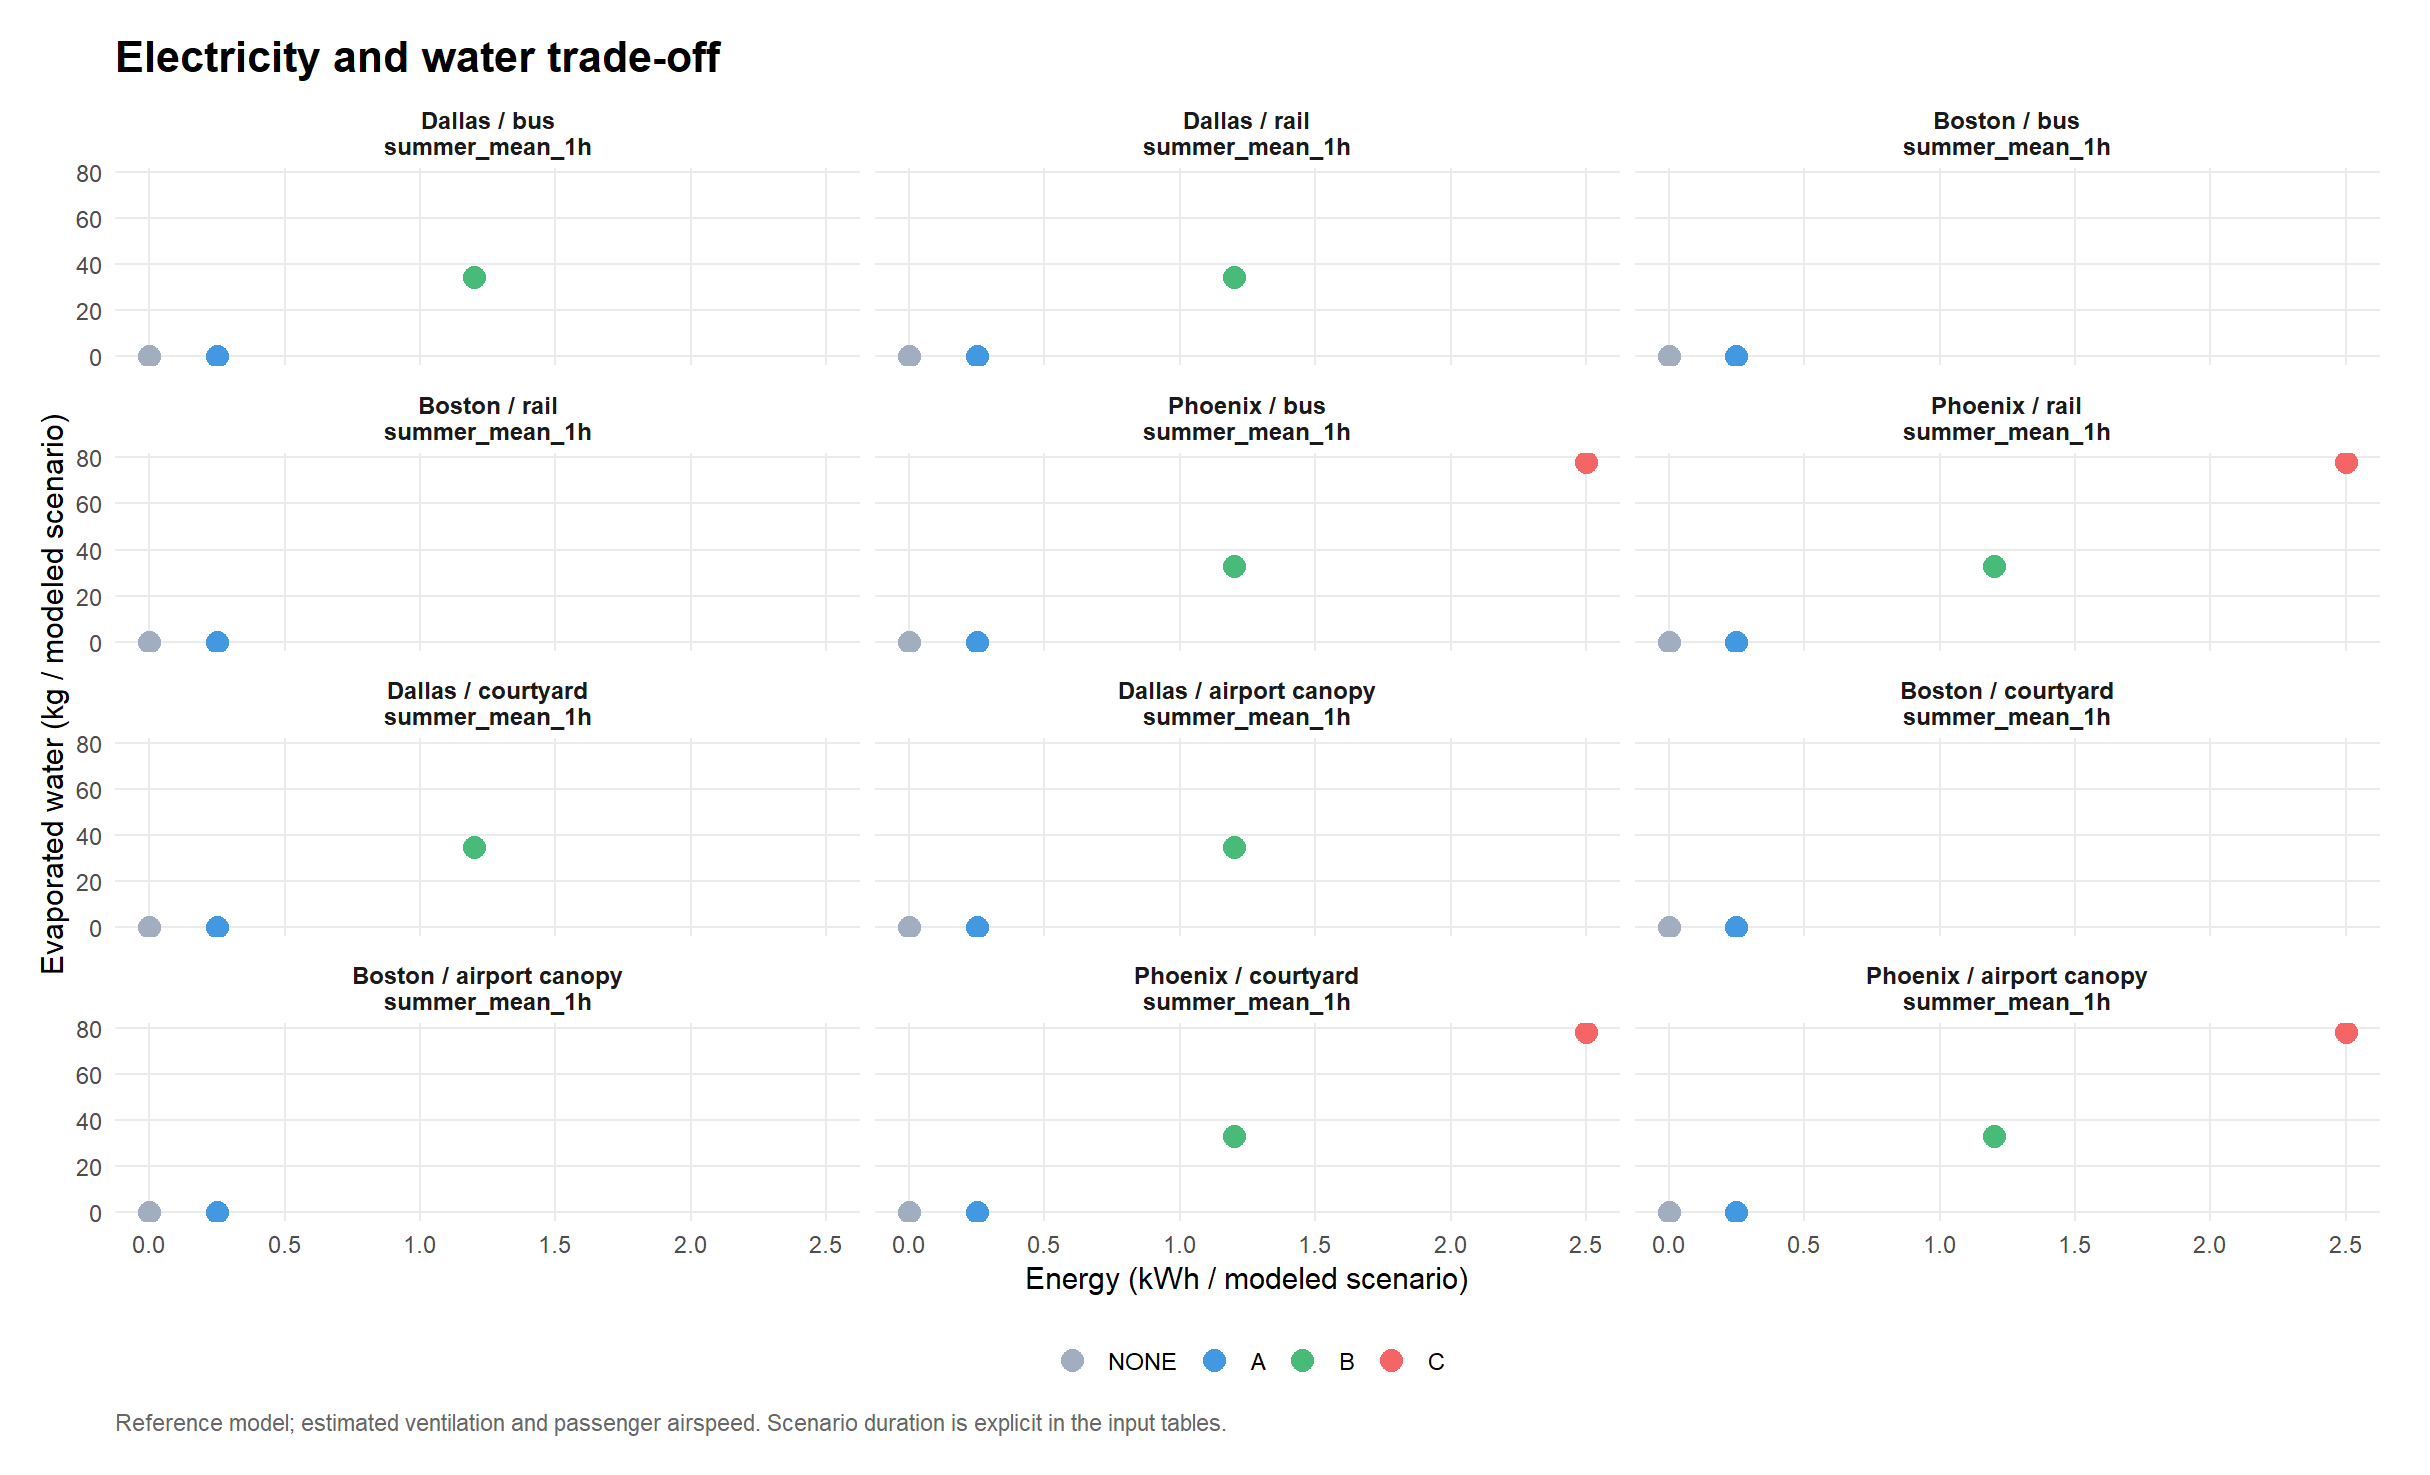 Electricity and water trade-off
Dallas / bus
summer_mean_1h
Dallas / rail
summer_mean_1h
Boston / bus
summer_mean_1h
80
60
40
20
0
Boston / rail
summer_mean_1h
Phoenix / bus
summer_mean_1h
Phoenix / rail
summer_mean_1h
80
60
40
20
0
Evaporated water (kg / modeled scenario)
Dallas / courtyard
summer_mean_1h
Dallas / airport canopy
summer_mean_1h
Boston / courtyard
summer_mean_1h
80
60
40
20
0
Boston / airport canopy
summer_mean_1h
Phoenix / courtyard
summer_mean_1h
Phoenix / airport canopy
summer_mean_1h
80
60
40
20
0
0.0 0.5 1.0 1.5 2.0 2.5
0.0 0.5 1.0 1.5 2.0 2.5
0.0 0.5 1.0 1.5 2.0 2.5
Energy (kWh / modeled scenario)
NONE A B C
Reference model; estimated ventilation and passenger airspeed. Scenario duration is explicit in the input tables.